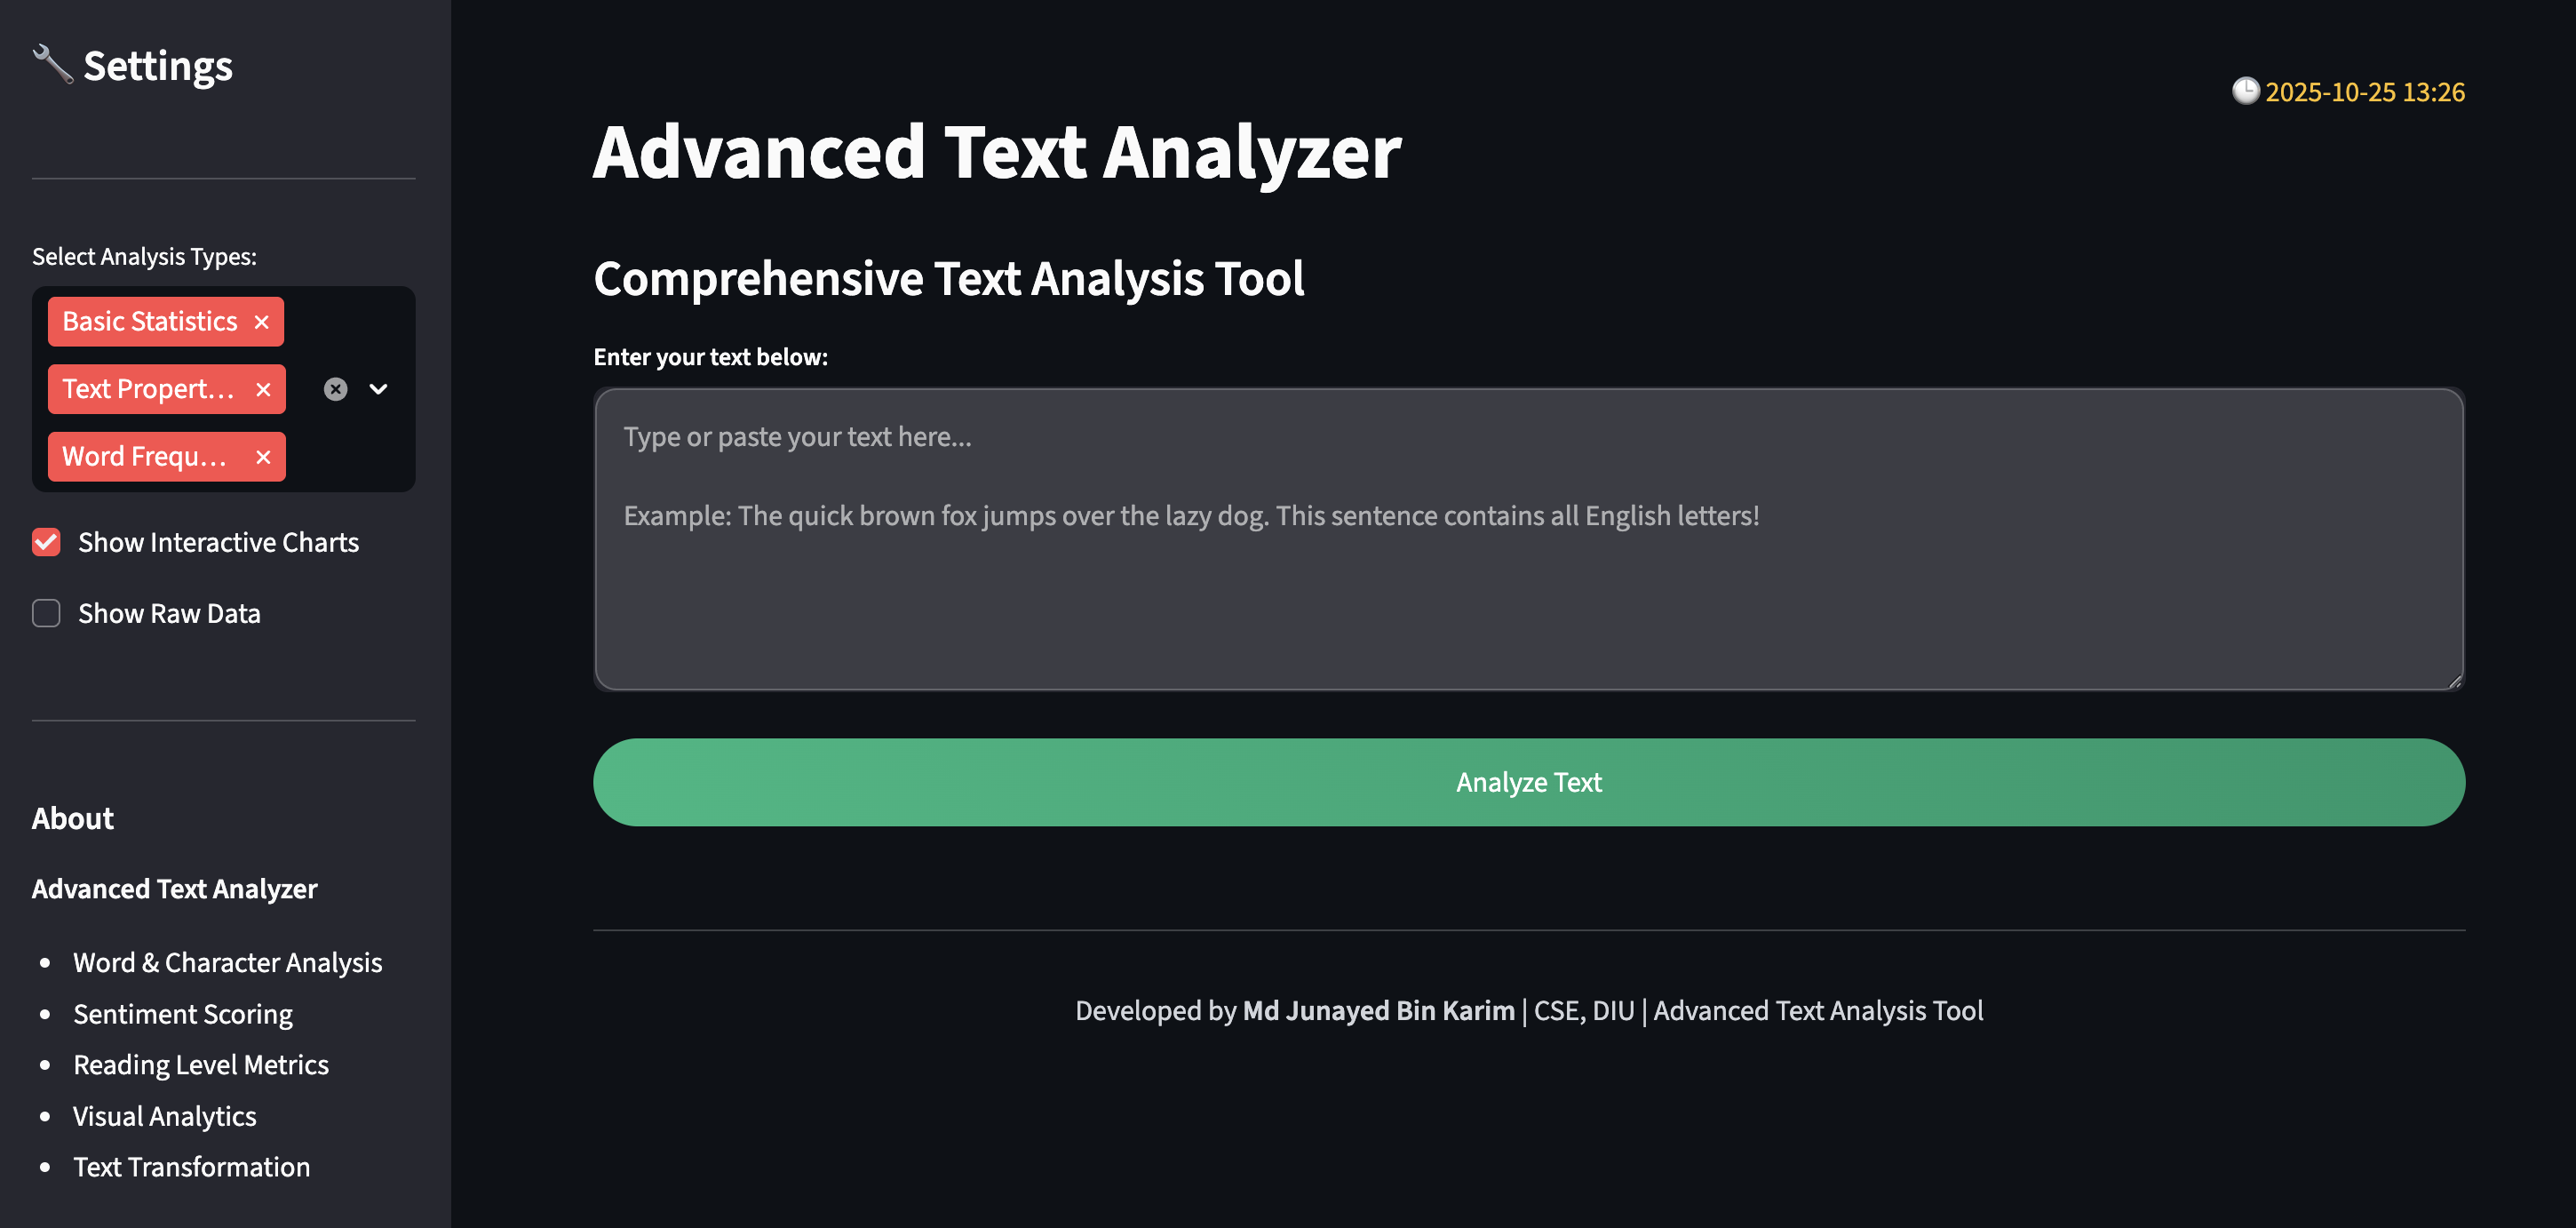 Settings
Select Analysis Types:
Basic Statistics
Text Propert...
Word Frequ...
Show Interactive Charts
Show Raw Data
About
Advanced Text Analyzer
Word & Character Analysis
Sentiment Scoring
Reading Level Metrics
Visual Analytics
Text Transformation
2025-10-25 13:26
Advanced Text Analyzer
Comprehensive Text Analysis Tool
Enter your text below:
Type or paste your text here...
Example: The quick brown fox jumps over the lazy dog. This sentence contains all English letters!
Analyze Text
Developed by Md Junayed Bin Karim | CSE, DIU | Advanced Text Analysis Tool